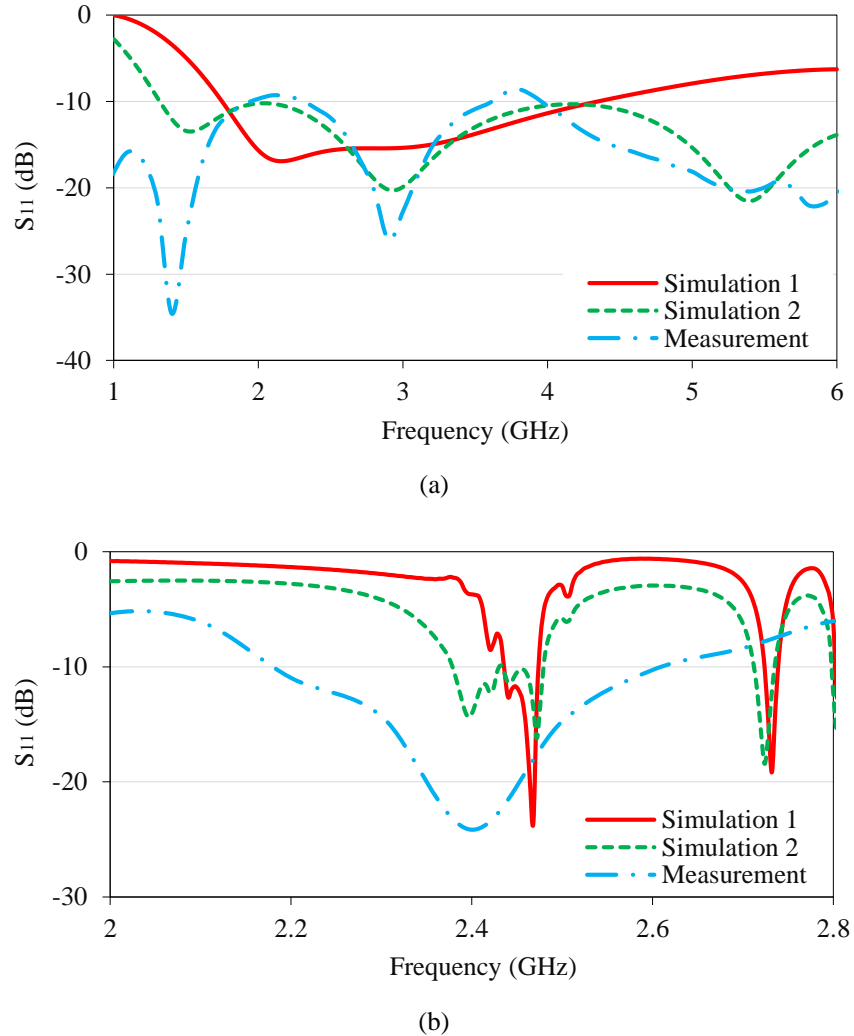 0
-10
-20
-30
-40
S11 (dB)
Simulation 1
Simulation 2
Measurement
1 2 3 4 5 6
Frequency (GHz)
(a)
0
-10
-20
-30
S11 (dB)
Simulation 1
Simulation 2
Measurement
2 2.2 2.4 2.6 2.8
Frequency (GHz)
(b)